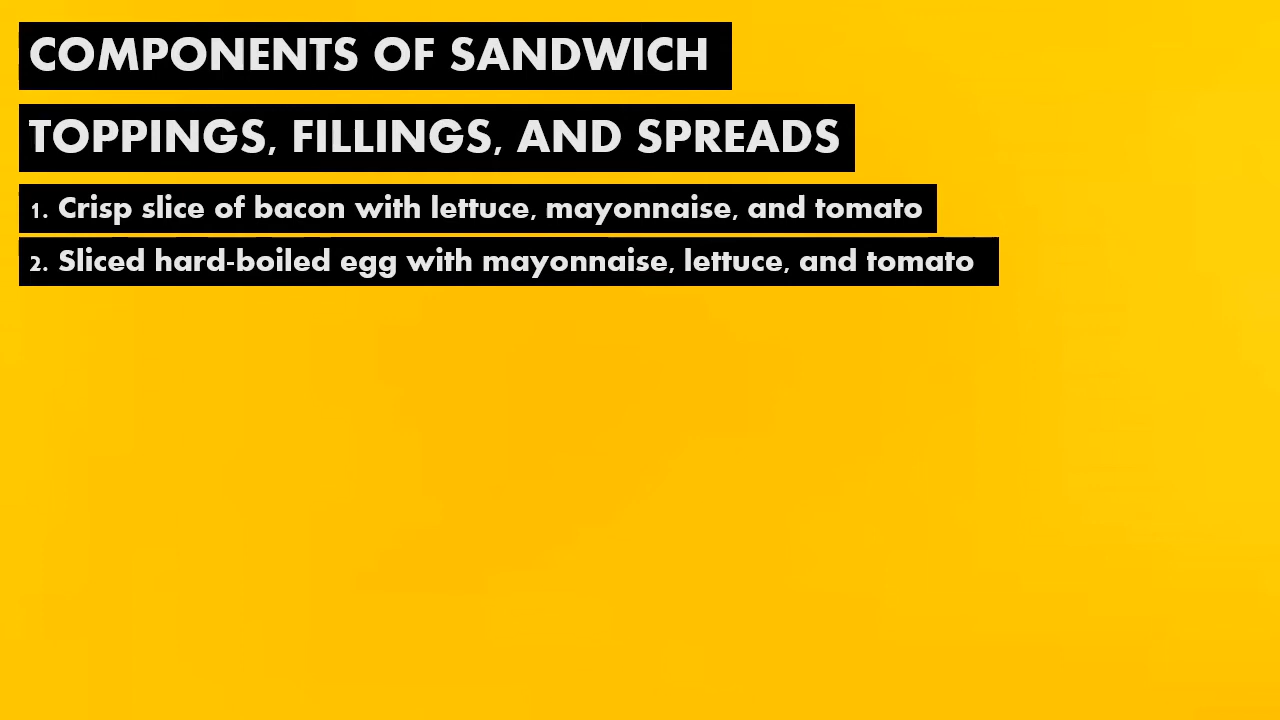 COMPONENTS OF SANDWICH
TOPPINGS, FILLINGS, AND SPREADS
1. Crisp slice of bacon with lettuce, mayonnaise, and tomato
2. Sliced hard-boiled egg with mayonnaise, lettuce, and tomato